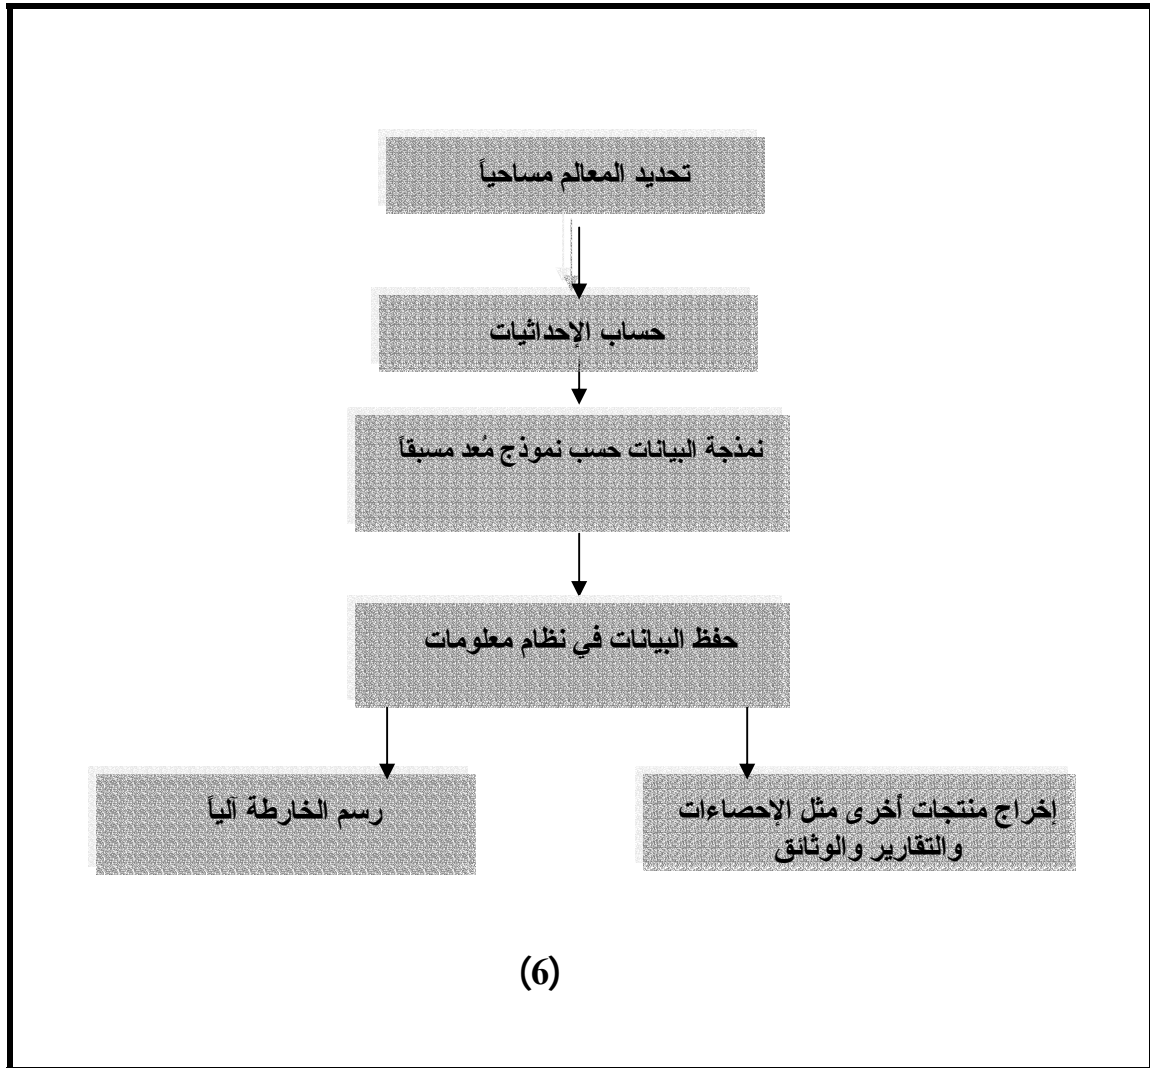 تحديد المعالم مساحياً
حساب الإحداثيات
نمذجة البيانات حسب نموذج مُعد مسبقاً
حفظ البيانات في نظام معلومات
إخراج منتجات أخرى مثل الإحصاءات
والتقارير والوثائق
رسم الخارطة آلياً
(6)